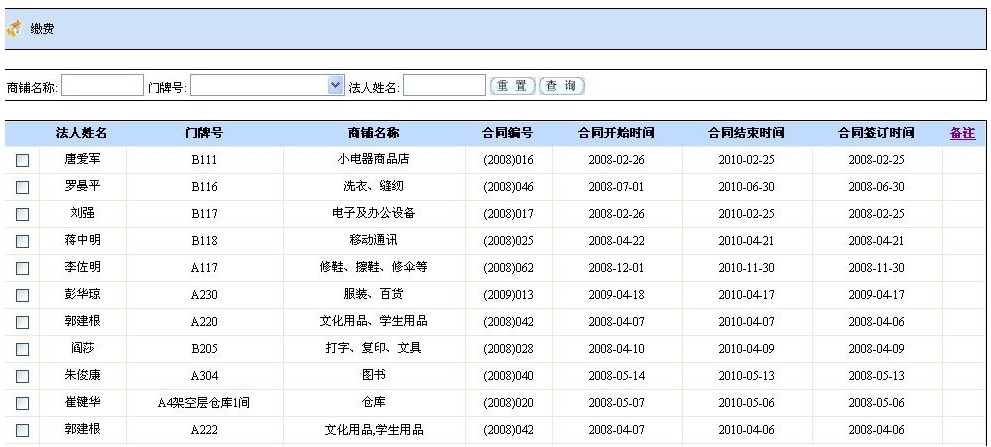 缴费
商铺名称: 门牌号: 法人姓名: 重 置 查 询
法人姓名 门牌号 商铺名称 合同编号 合同开始时间 合同结束时间 合同签订时间 备注
唐爱军 B111 小电器商品店 (2008)016 2008-02-26 2010-02-25 2008-02-25
罗曼平 B116 洗衣、缝纫 (2008)046 2008-07-01 2010-06-30 2008-06-30
刘强 B117 电子及办公设备 (2008)017 2008-02-26 2010-02-25 2008-02-25
蒋中明 B118 移动通讯 (2008)025 2008-04-22 2010-04-21 2008-04-21
李佐明 A117 修鞋、擦鞋、修伞等 (2008)062 2008-12-01 2010-11-30 2008-11-30
彭华琼 A230 服装、百货 (2009)013 2009-04-18 2010-04-17 2009-04-17
郭建根 A220 文化用品、学生用品 (2008)042 2008-04-07 2010-04-07 2008-04-06
阎莎 B205 打字、复印、文具 (2008)028 2008-04-10 2010-04-09 2008-04-09
朱俊康 A304 图书 (2008)040 2008-05-14 2010-05-13 2008-05-13
崔键华 A4架空层仓库1间 仓库 (2008)020 2008-05-07 2010-05-06 2008-05-06
郭建根 A222 文化用品,学生用品 (2008)042 2008-04-07 2010-04-06 2008-04-06